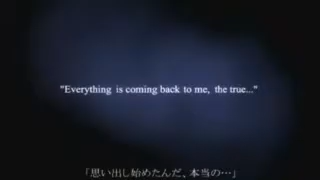 "Everything is coming back to me, the true..."
「思い出し始めたんだ、本当の…」